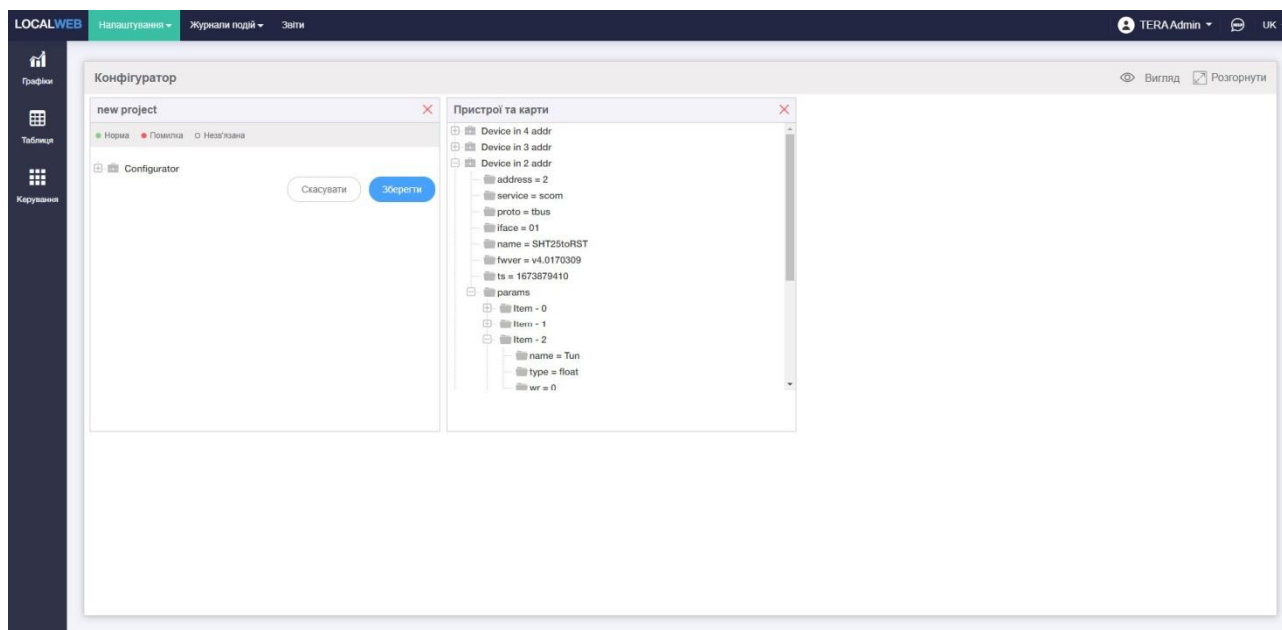 LOCALWEB Налаштування Журнали подій Звіти TERA Admin UK
Графіки
Таблиця
Керування
Конфігуратор Вигляд Розгорнути
new project
Норма Помилка Незв'язана
Configurator
Скасувати Зберегти
Пристрої та карти
Device in 4 addr
Device in 3 addr
Device in 2 addr
address = 2
service = scom
proto = tbus
iface = 01
name = SHT25toRST
fwver = v4.0170309
ts = 1673879410
params
Item - 0
Item - 1
Item - 2
name = Tun
type = float
wr = 0